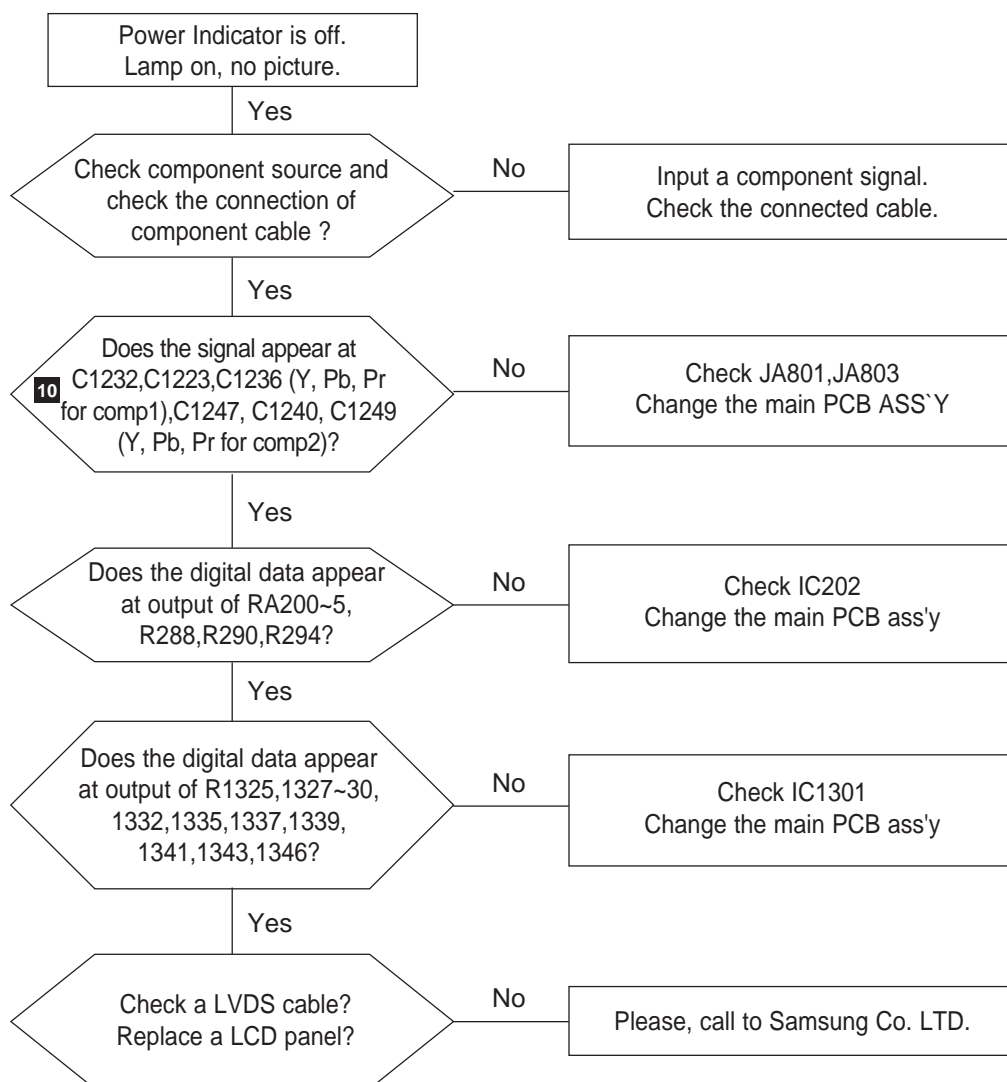 Power Indicator is off.
Lamp on, no picture.
Yes
Check component source and
check the connection of
component cable ?
No
Input a component signal.
Check the connected cable.
Yes
10
Does the signal appear at
C1232,C1223,C1236 (Y, Pb, Pr
for comp1),C1247, C1240, C1249
(Y, Pb, Pr for comp2)?
No
Check JA801,JA803
Change the main PCB ASS`Y
Yes
Does the digital data appear
at output of RA200~5,
R288,R290,R294?
No
Check IC202
Change the main PCB ass'y
Yes
Does the digital data appear
at output of R1325,1327~30,
1332,1335,1337,1339,
1341,1343,1346?
No
Check IC1301
Change the main PCB ass'y
Yes
Check a LVDS cable?
Replace a LCD panel?
No
Please, call to Samsung Co. LTD.